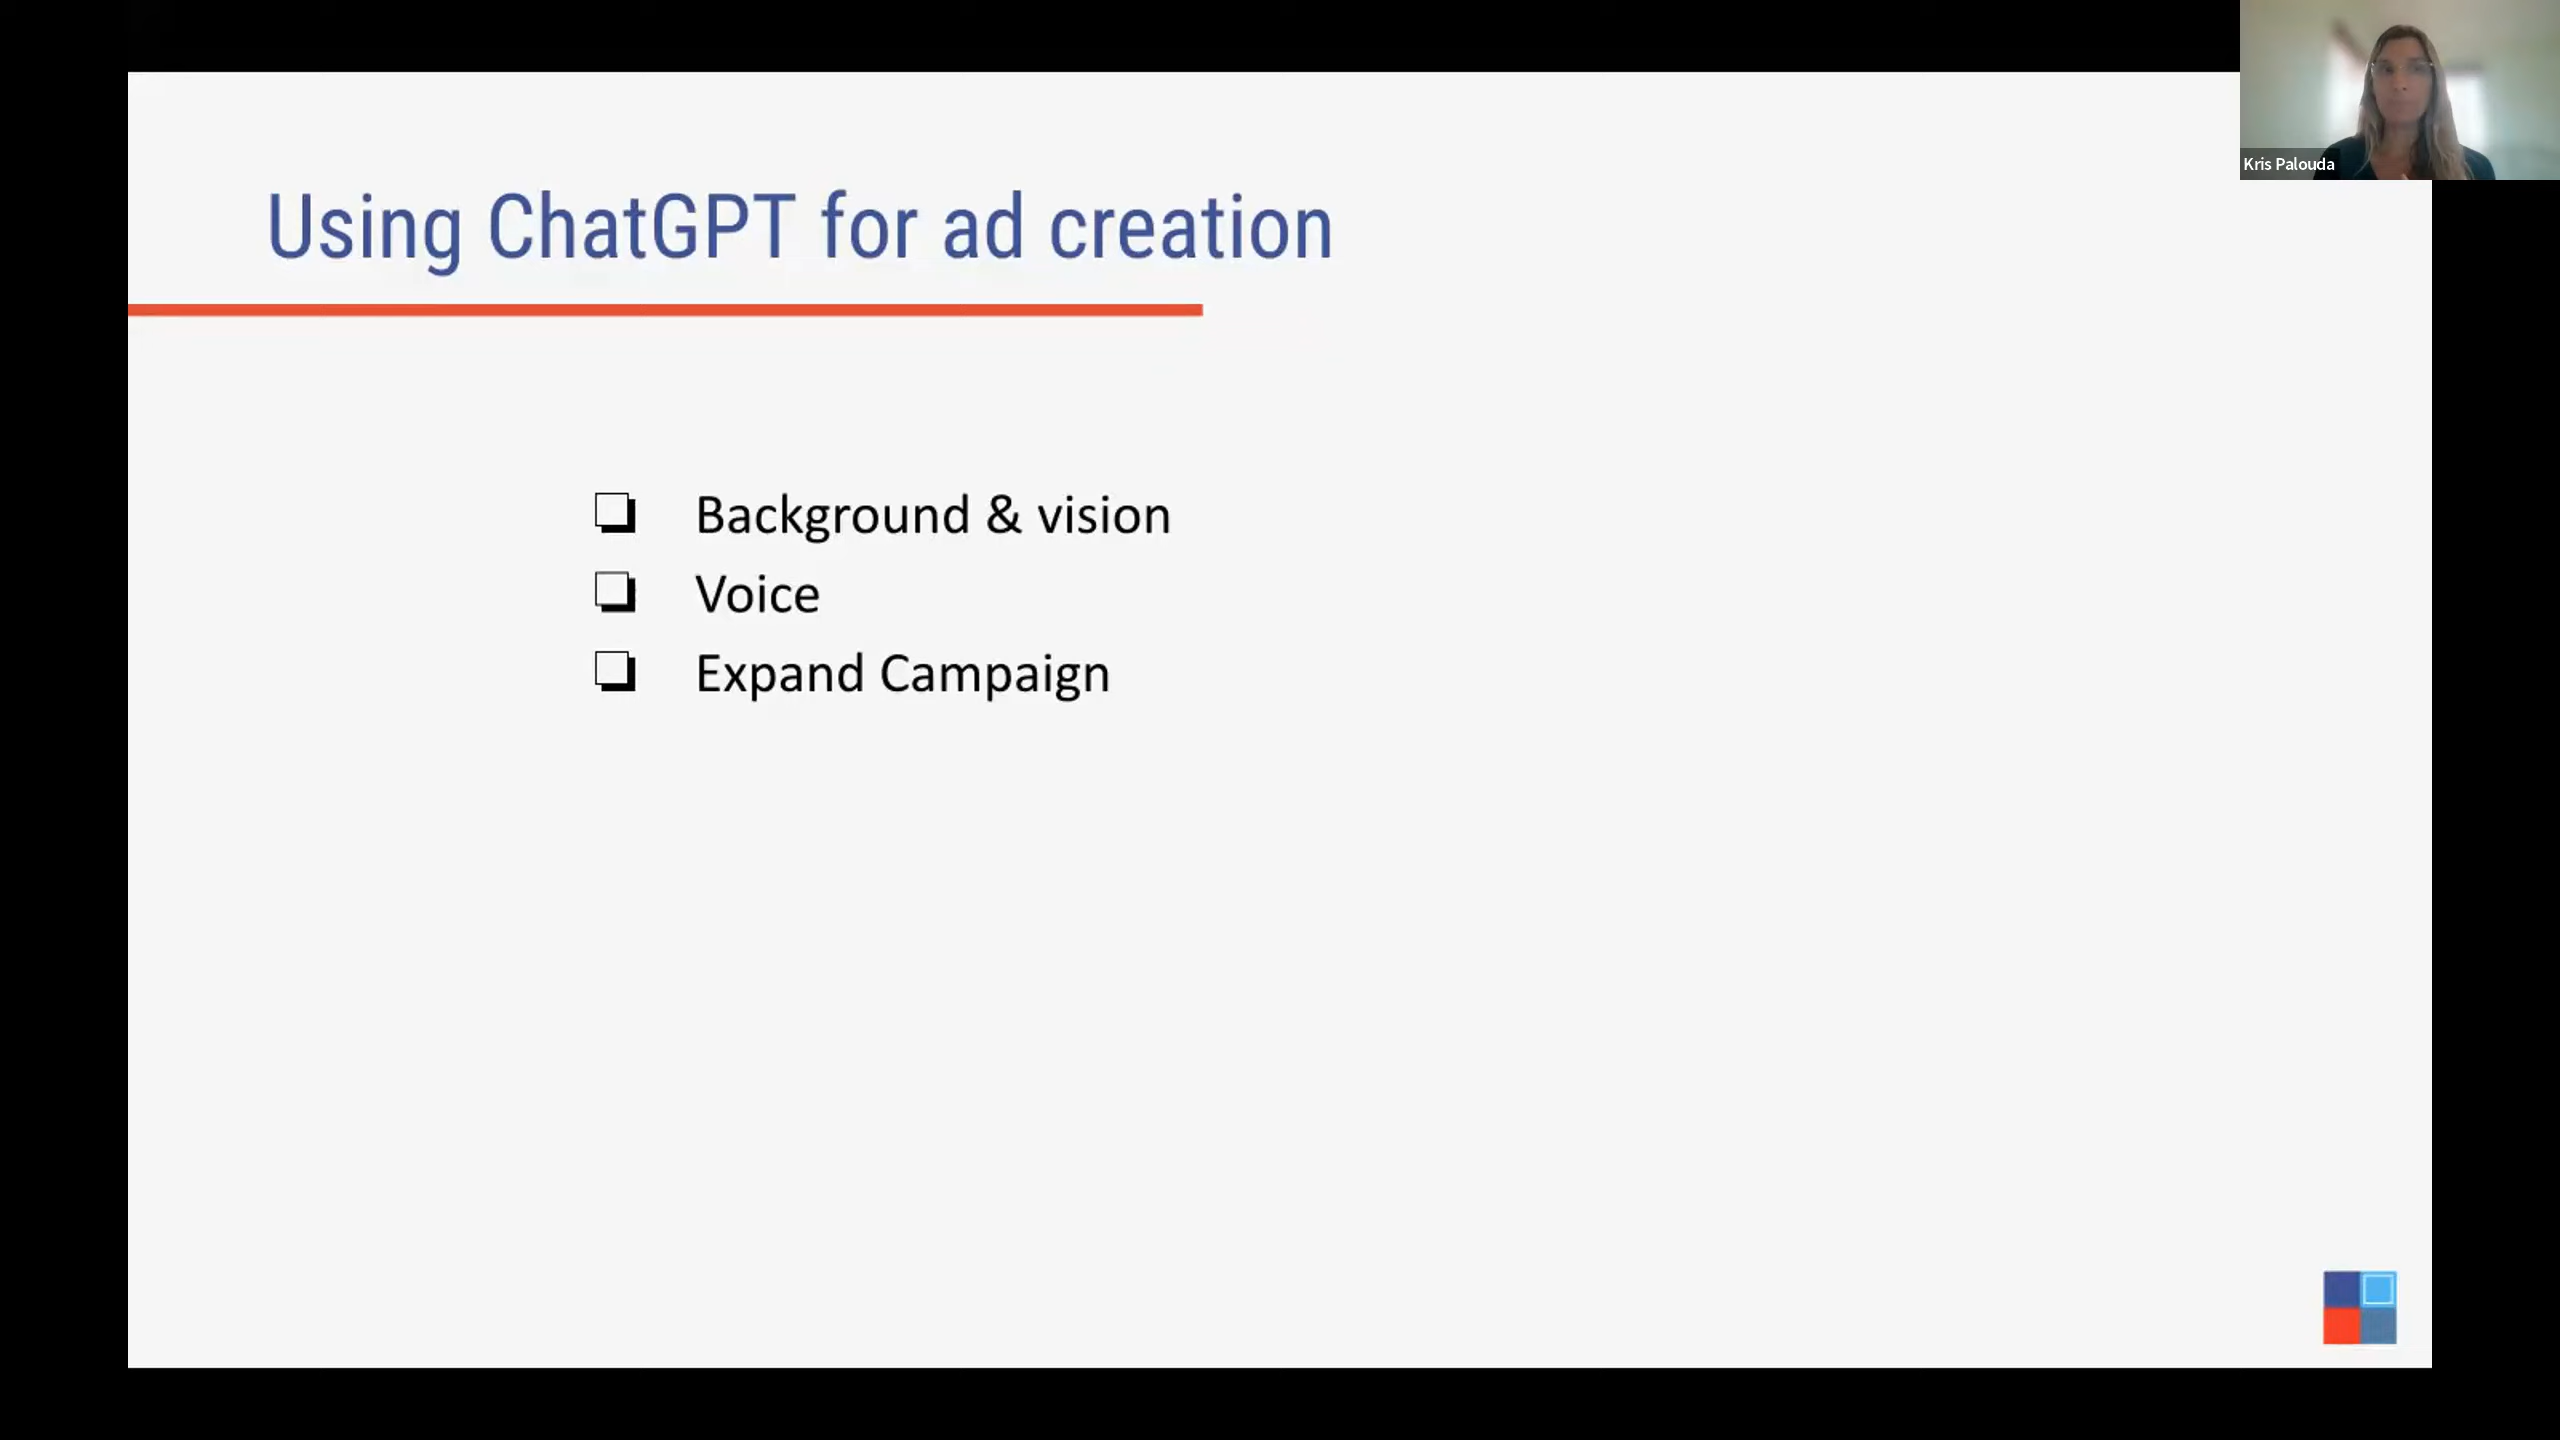 Using ChatGPT for ad creation
Kris Palouda
Background & vision
Voice
Expand Campaign